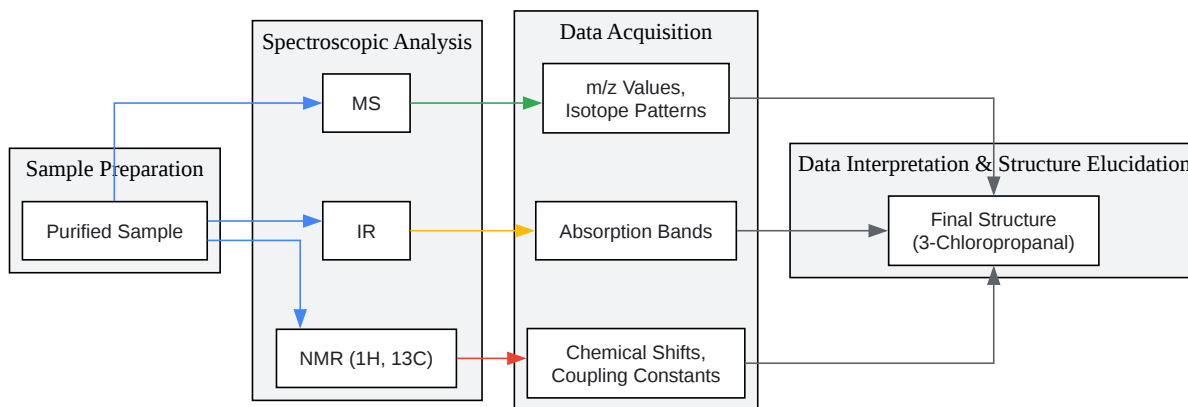 Sample Preparation
Purified Sample
Spectroscopic Analysis
MS
IR
NMR (1H, 13C)
Data Acquisition
m/z Values,
Isotope Patterns
Absorption Bands
Chemical Shifts,
Coupling Constants
Data Interpretation & Structure Elucidation
Final Structure
(3-Chloropropanal)